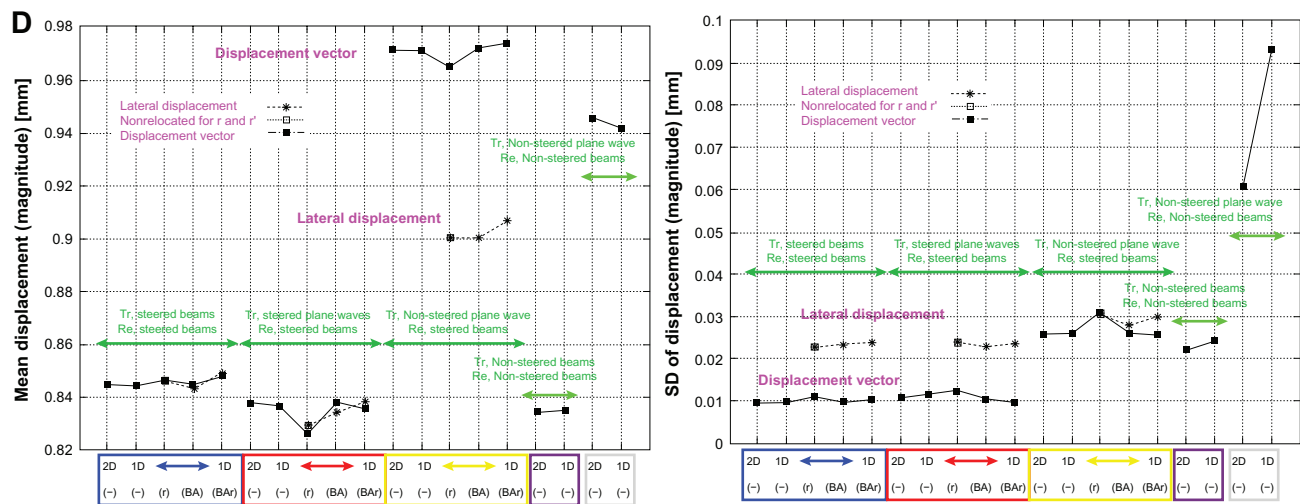 D
Mean displacement (magnitude) [mm]
0.98
0.96
0.94
0.92
0.9
0.88
0.86
0.84
0.82
Displacement vector
Lateral displacement
Nonrelocated for r and r'
Displacement vector
Tr, Non-steered plane wave
Re, Non-steered beams
Lateral displacement
Tr, steered beams
Re, steered beams
Tr, steered plane waves
Re, steered beams
Tr, Non-steered plane wave
Re, steered beams
Tr, Non-steered beams
Re, Non-steered beams
2D 1D 1D 2D 1D 1D 2D 1D 1D 2D 1D 2D 1D
(−) (−) (r) (BA) (BAr) (−) (−) (r) (BA) (BAr) (−) (−) (r) (BA) (BAr) (−) (−) (−) (−)
SD of displacement (magnitude) [mm]
0.1
0.09
0.08
0.07
0.06
0.05
0.04
0.03
0.02
0.01
0
Lateral displacement
Nonrelocated for r and r'
Displacement vector
Tr, Non-steered plane wave
Re, Non-steered beams
Tr, steered beams
Re, steered beams
Tr, steered plane waves
Re, steered beams
Tr, Non-steered plane wave
Re, steered beams
Tr, Non-steered beams
Re, Non-steered beams
Lateral displacement
Displacement vector
2D 1D 1D 2D 1D 1D 2D 1D 1D 2D 1D 2D 1D
(−) (−) (r) (BA) (BAr) (−) (−) (r) (BA) (BAr) (−) (−) (r) (BA) (BAr) (−) (−) (−) (−)